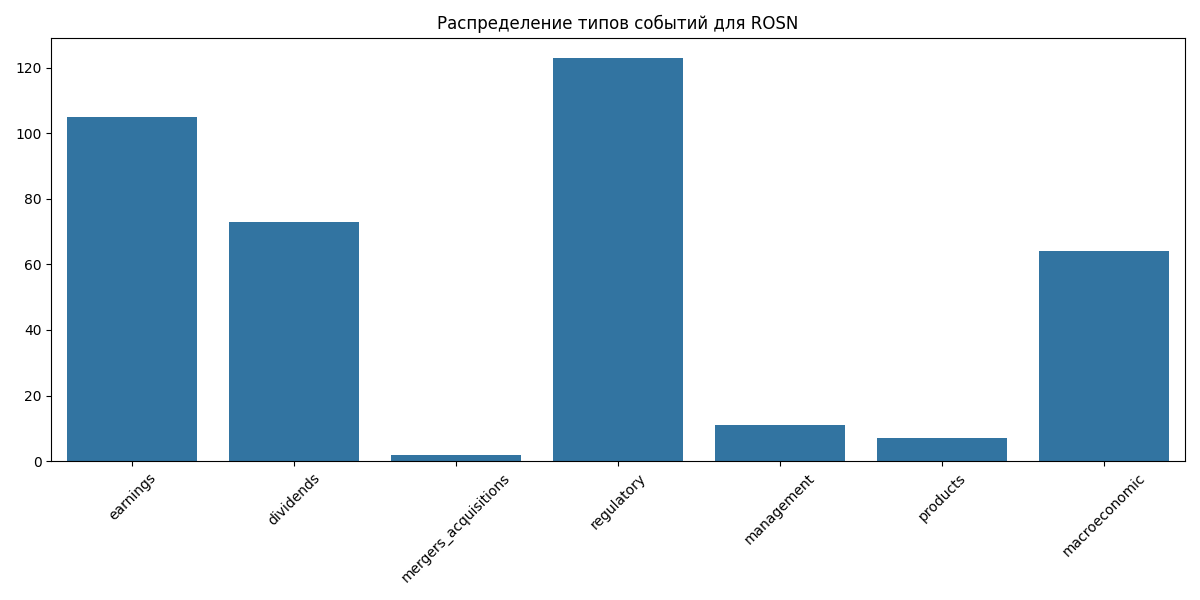 Распределение типов событий для ROSN
120
100
80
60
40
20
0
earnings
dividends
mergers_acquisitions
regulatory
management
products
macroeconomic